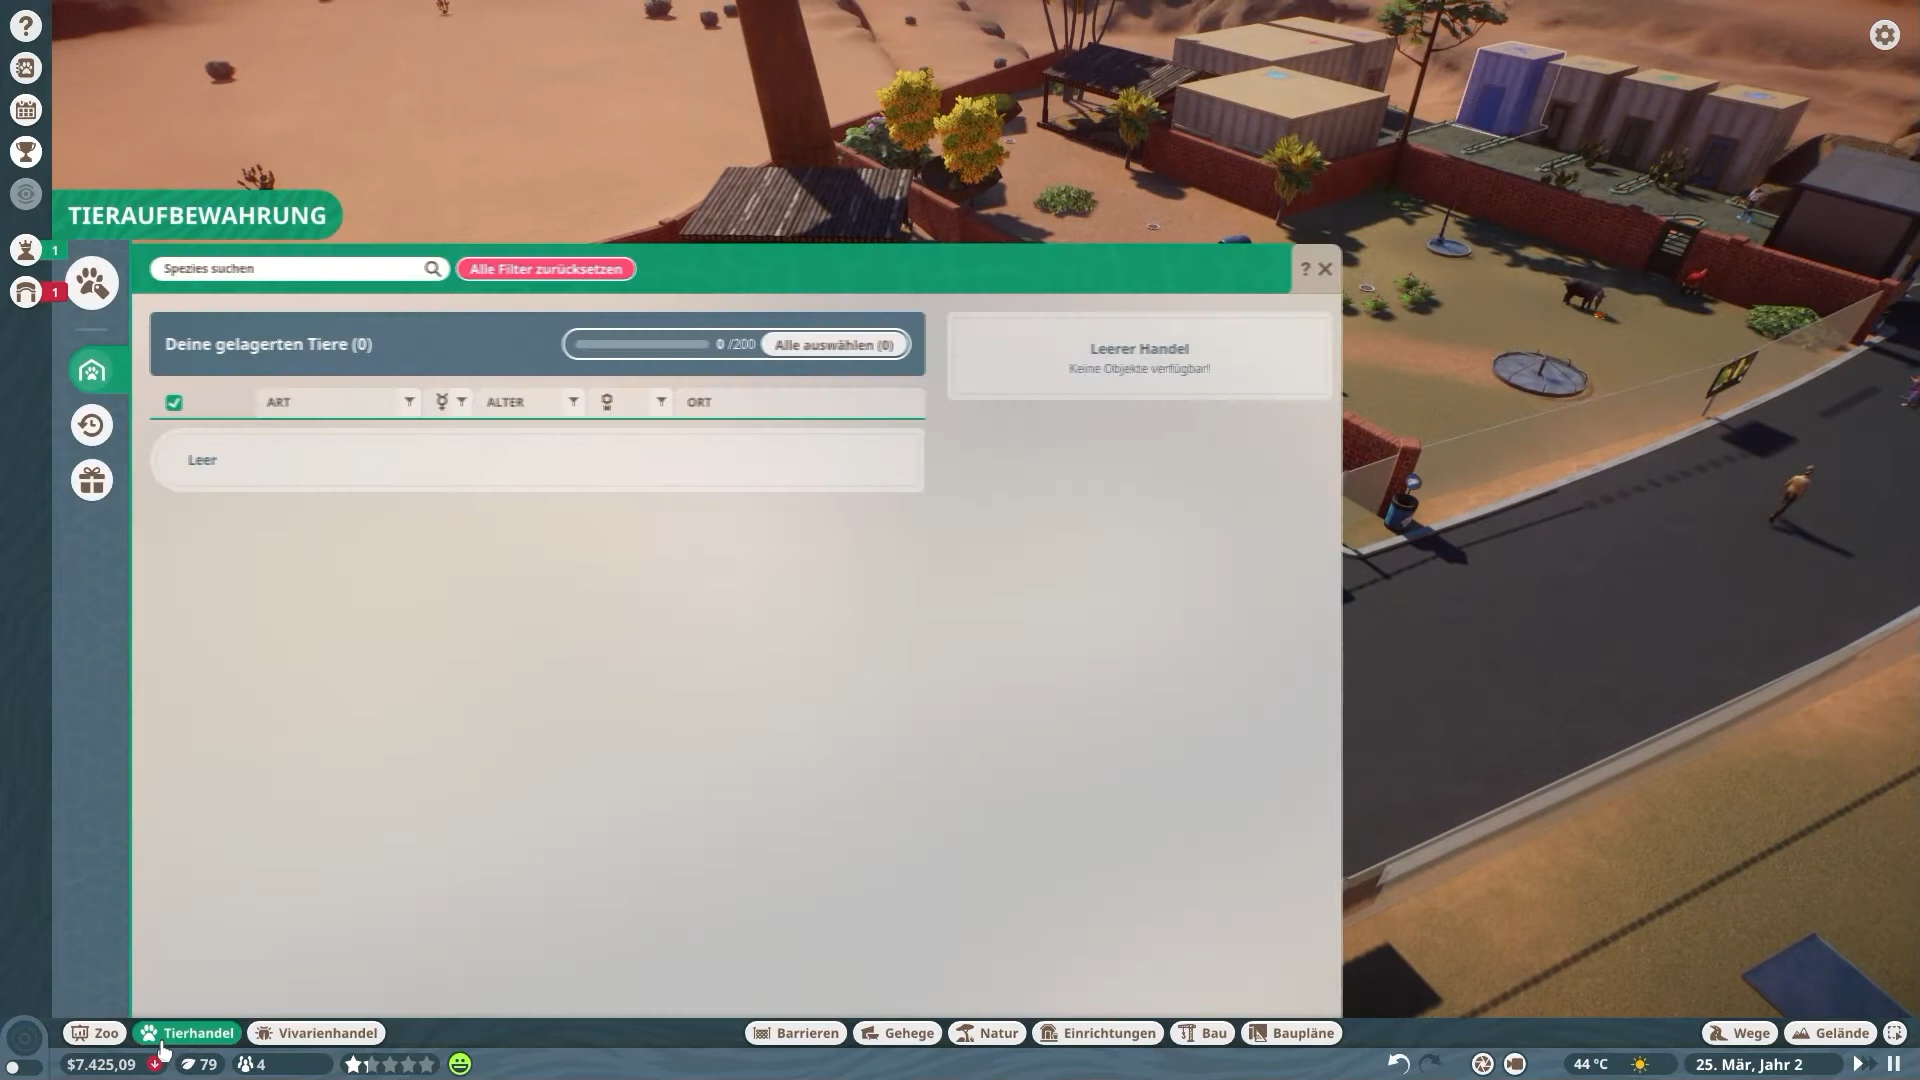 TIERAUFBEWAHRUNG
1
1
Spezies suchen
Alle Filter zurücksetzen
? ×
Deine gelagerten Tiere (0)
0 /200
Alle auswählen (0)
Leerer Handel
Keine Objekte verfügbar!
ART
ALTER
ORT
Leer
Zoo
Tierhandel
Vivarienhandel
Barrieren
Gehege
Natur
Einrichtungen
Bau
Baupläne
Wege
Gelände
$7.425,09
79
4
44 °C
25. Mär, Jahr 2